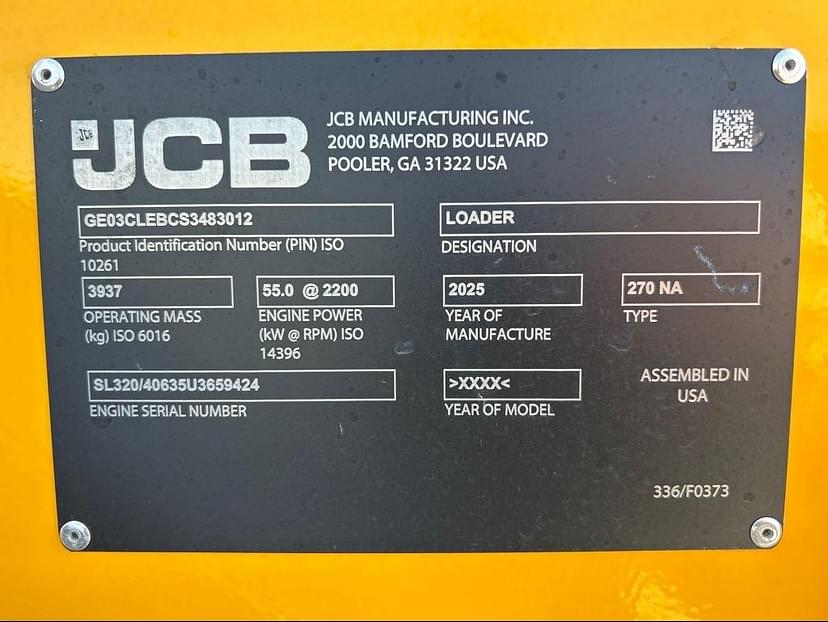 JCB
JCB
JCB MANUFACTURING INC.
2000 BAMFORD BOULEVARD
POOLER, GA 31322 USA
GE03CLEBCS3483012
Product Identification Number (PIN) ISO
10261
LOADER
DESIGNATION
3937
OPERATING MASS
(kg) ISO 6016
55.0 @ 2200
ENGINE POWER
(kW @ RPM) ISO
14396
2025
YEAR OF
MANUFACTURE
270 NA
TYPE
SL320/40635U3659424
ENGINE SERIAL NUMBER
>XXXX<
YEAR OF MODEL
ASSEMBLED IN
USA
336/F0373